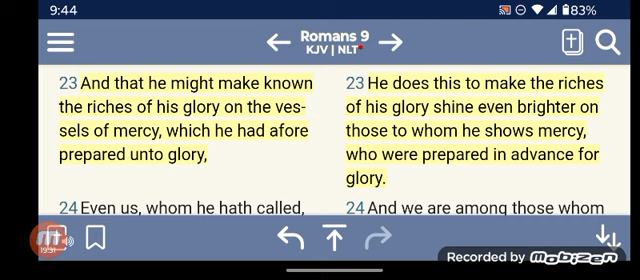 9:44
83%
Romans 9
KJV | NLT
23 And that he might make known
the riches of his glory on the ves-
sels of mercy, which he had afore
prepared unto glory,
24 Even us, whom he hath called,
23 He does this to make the riches
of his glory shine even brighter on
those to whom he shows mercy,
who were prepared in advance for
glory.
24 And we are among those whom
19:31
Recorded by Mobizen